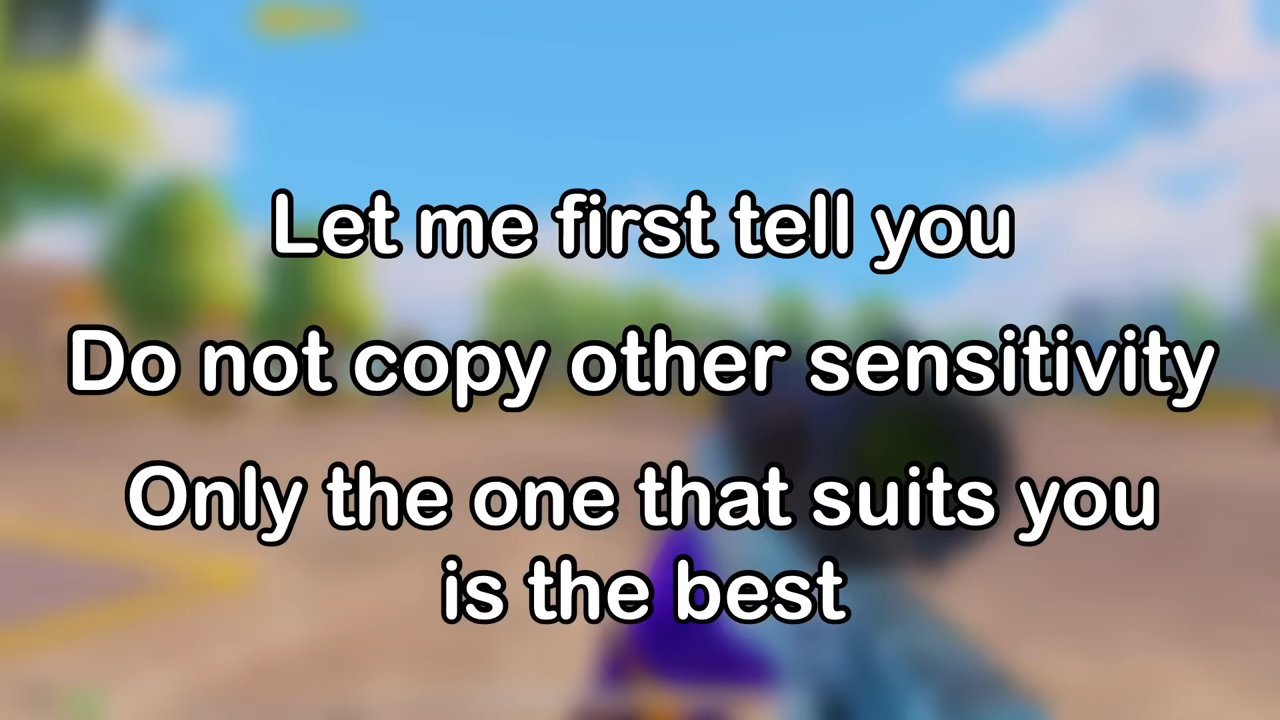 Let me first tell you
Do not copy other sensitivity
Only the one that suits you
is the best